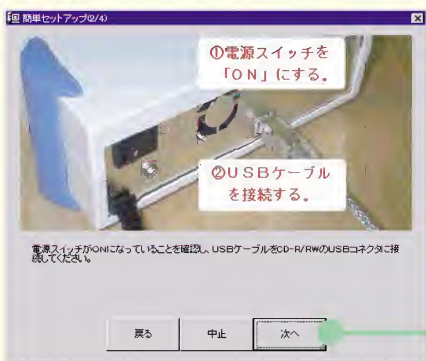 簡単セットアップ(2/4)
①電源スイッチを
「ON」にする。
②USBケーブル
を接続する。
電源スイッチがONになっていることを確認し、USBケーブルをCD-R/RWのUSBコネクタに接
続してください。
戻る
中止
次へ